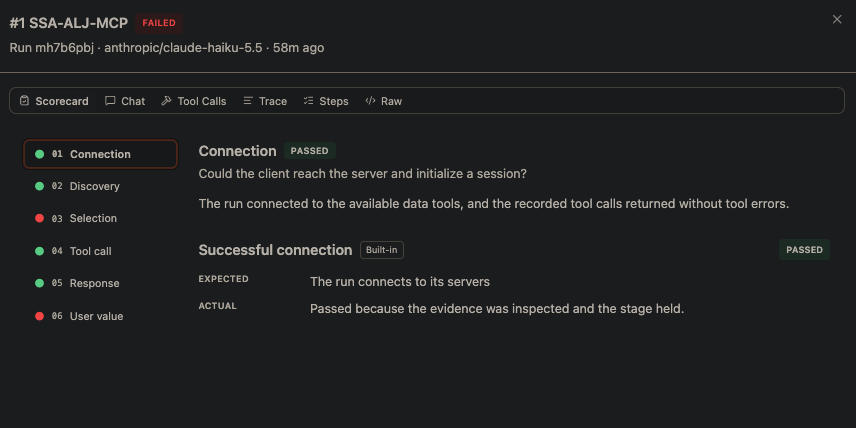 #1 SSA-ALJ-MCP FAILED
Run mh7b6pbj · anthropic/claude-haiku-5.5 · 58m ago
Scorecard Chat Tool Calls Trace Steps Raw
01 Connection
02 Discovery
03 Selection
04 Tool call
05 Response
06 User value
Connection PASSED
Could the client reach the server and initialize a session?
The run connected to the available data tools, and the recorded tool calls returned without tool errors.
Successful connection Built-in PASSED
EXPECTED The run connects to its servers
ACTUAL Passed because the evidence was inspected and the stage held.